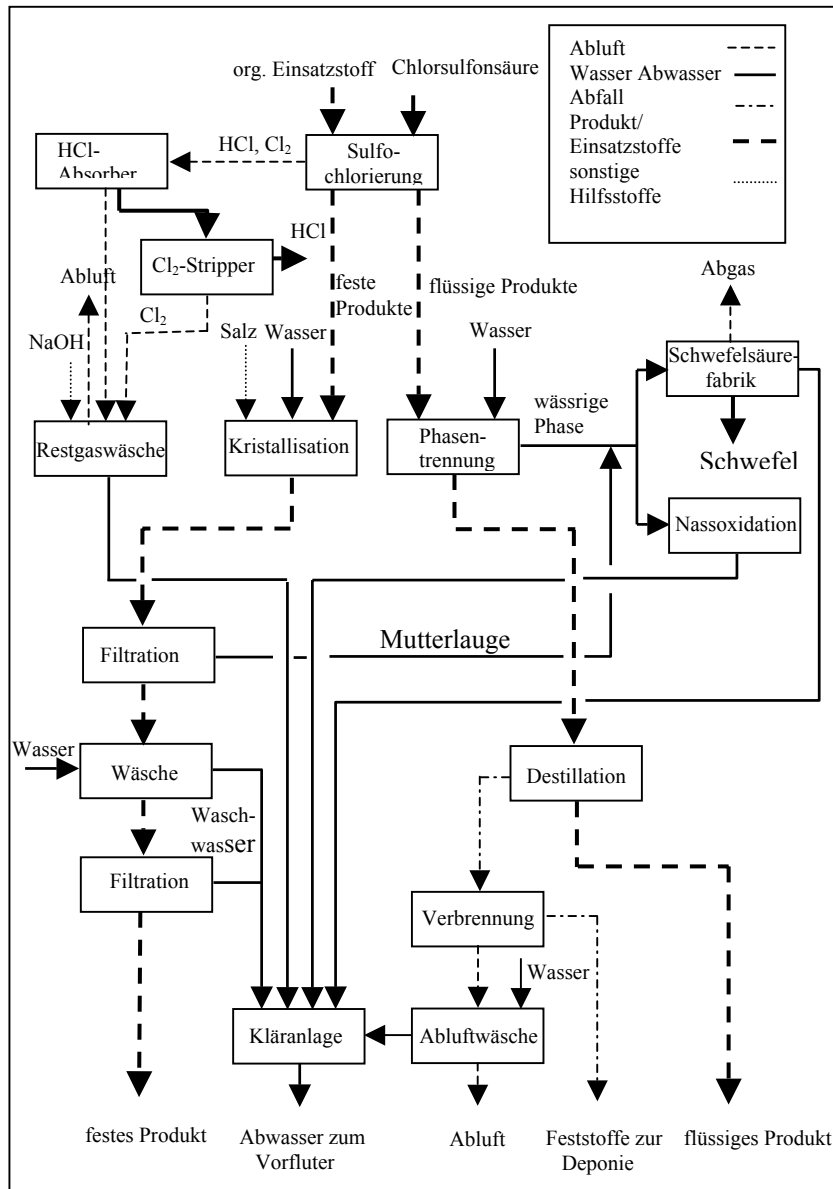 org. Einsatzstoff
Chlorsulfonsäure
Abluft
Wasser Abwasser
Abfall
Produkt/
Einsatzstoffe
sonstige
Hilfsstoffe
HCl-
Absorber
HCl, Cl₂
Sulfo-
chlorierung
HCl
Cl₂-Stripper
Abluft
Cl₂
feste
Produkte
flüssige Produkte
Abgas
NaOH
Salz
Wasser
Wasser
Schwefelsäure-
fabrik
Restgaswäsche
Kristallisation
Phasen-
trennung
wässrige
Phase
Schwefel
Nassoxidation
Filtration
Mutterlauge
Wasser
Wäsche
Destillation
Wasch-
wasser
Filtration
Verbrennung
Wasser
Kläranlage
Abluftwäsche
festes Produkt
Abwasser zum
Vorfluter
Abluft
Feststoffe zur
Deponie
flüssiges Produkt